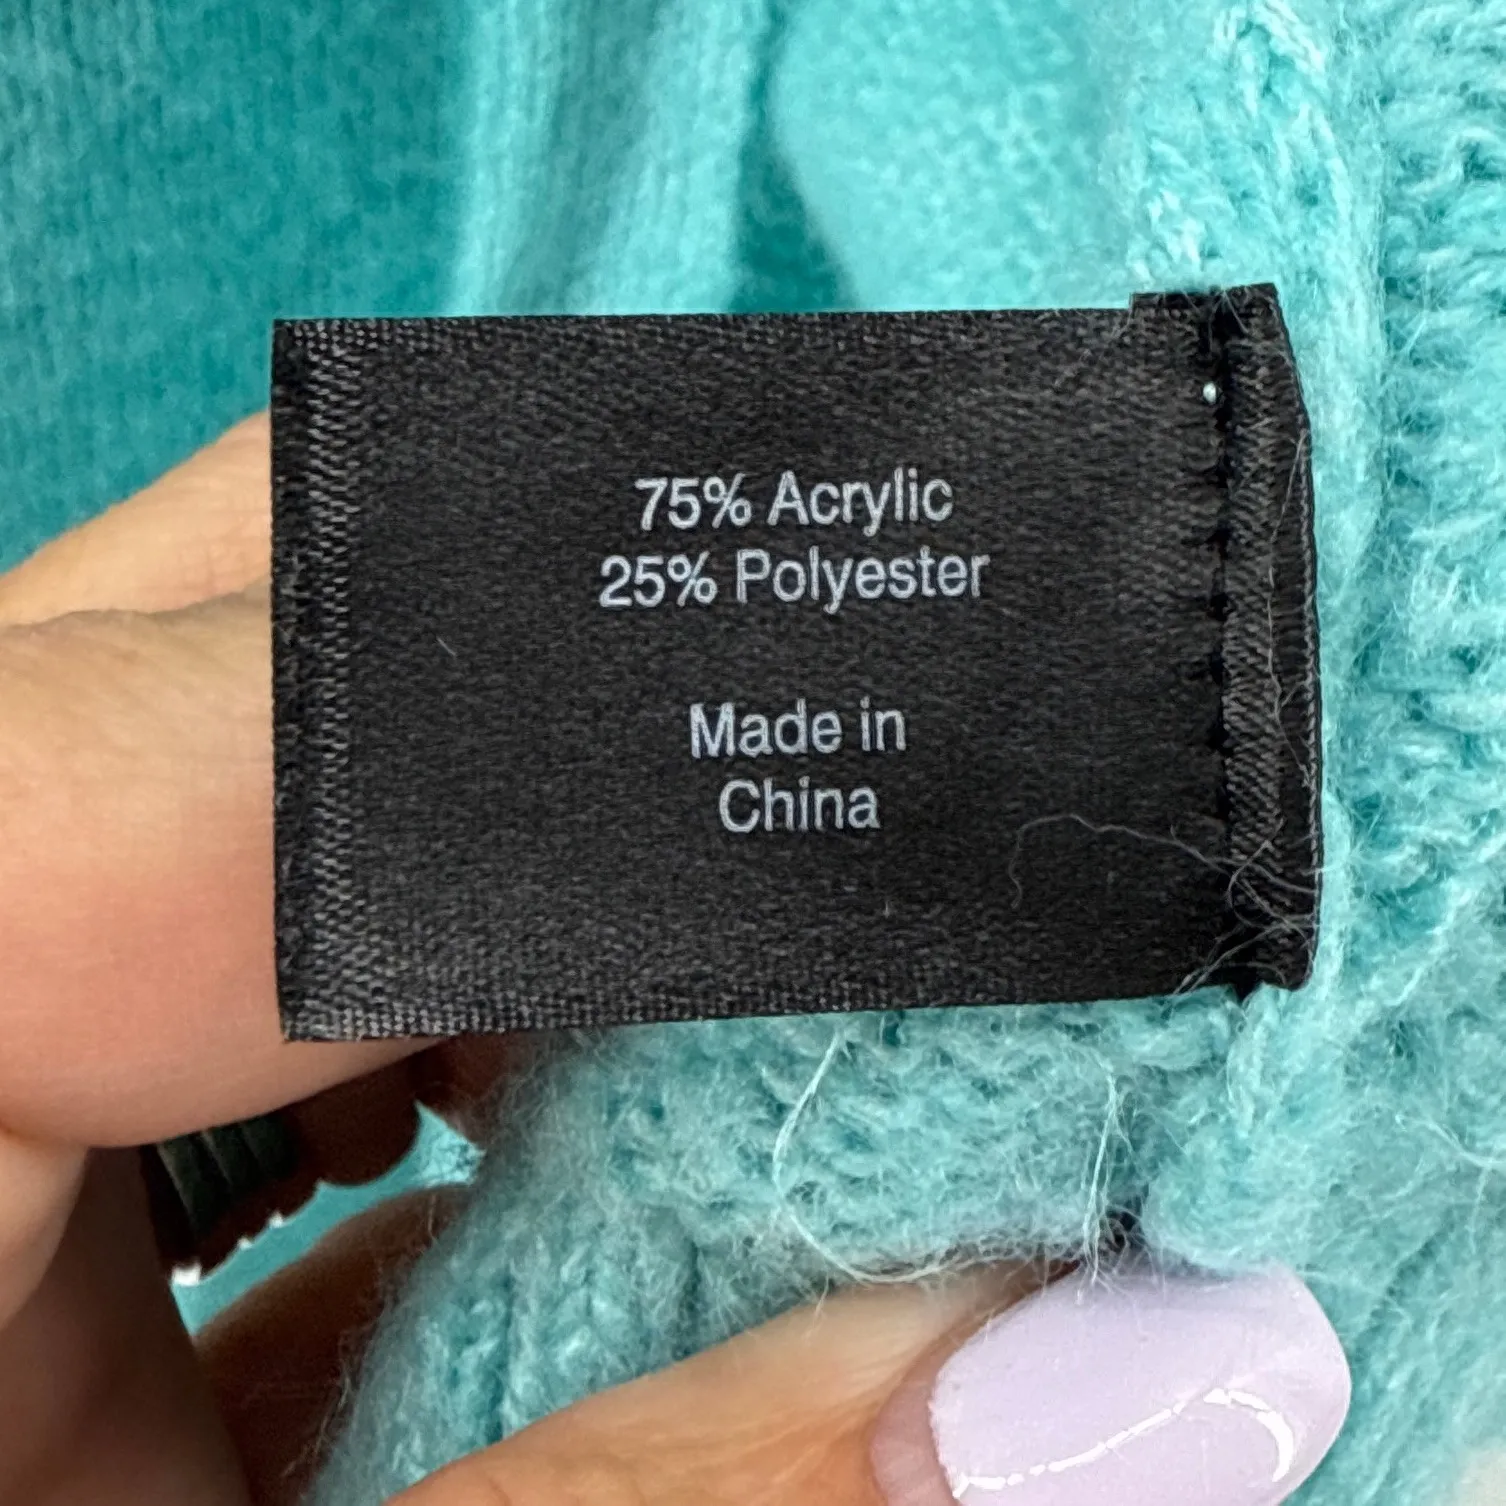 75% Acrylic
25% Polyester
Made in
China